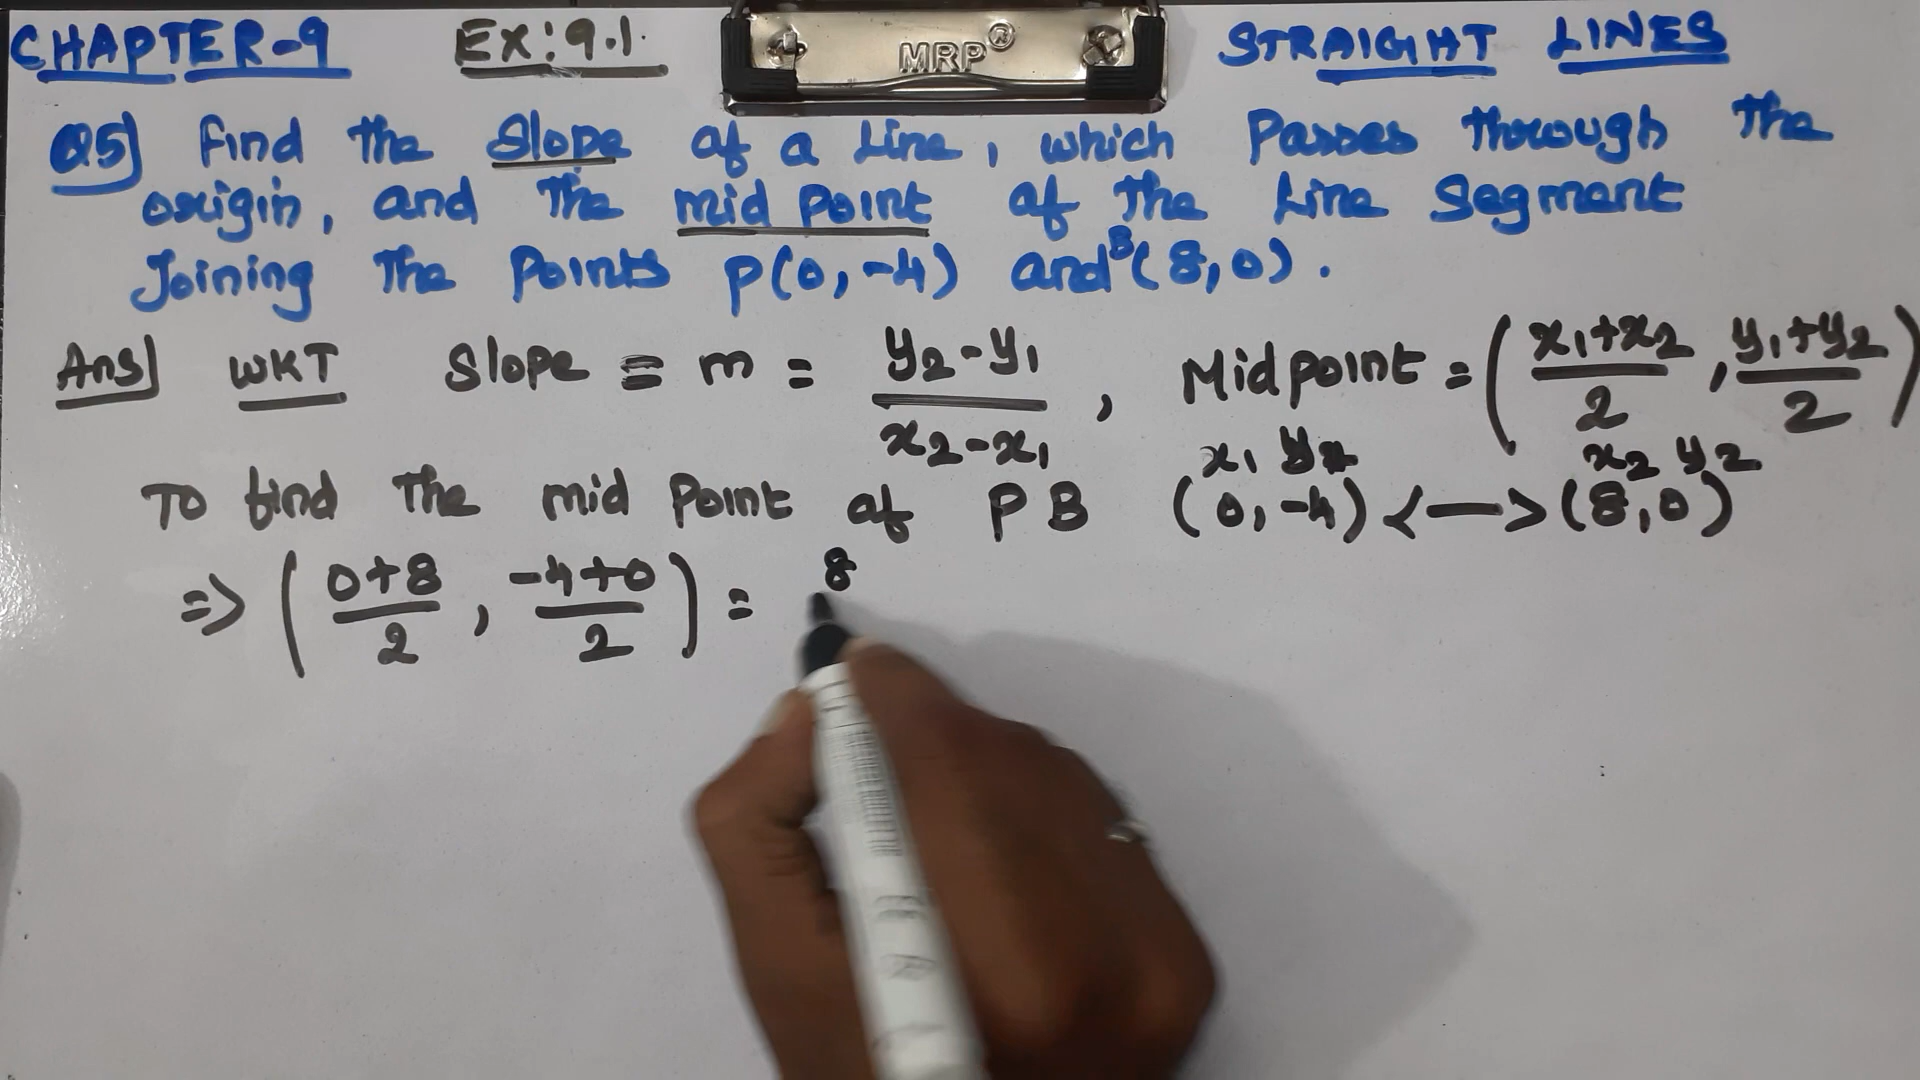 CHAPTER-9 EX:9.1. MRP® STRAIGHT LINES
Q5) Find the Slope of a Line, which Passes through The
origin, and The mid Point of The Line Segment
Joining The Points P(0,-4) and B(8,0).
Ans) WKT Slope = m = (y2-y1)/(x2-x1), Midpoint = ((x1+x2)/2, (y1+y2)/2)
x1 y2 x2 y2
To find The mid Point of PB (0,-4) <—> (8,0)
=> ((0+8)/2, (-4+0)/2) = 8